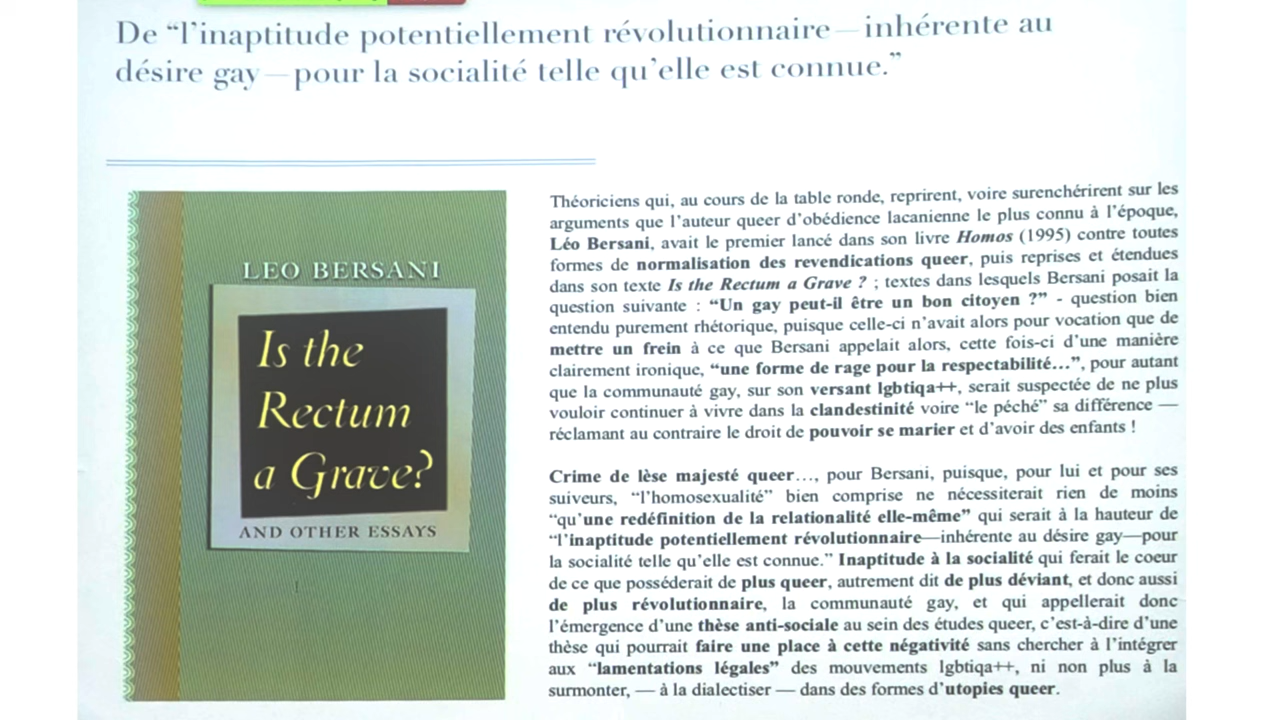 De “l’inaptitude potentiellement révolutionnaire—inhérente au
désire gay—pour la socialité telle qu’elle est connue.”
LEO BERSANI
Is the
Rectum
a Grave?
AND OTHER ESSAYS
Théoriciens qui, au cours de la table ronde, reprirent, voire surenchérirent sur les
arguments que l’auteur queer d’obédience lacanienne le plus connu à l’époque,
Léo Bersani, avait le premier lancé dans son livre Homos (1995) contre toutes
formes de normalisation des revendications queer, puis reprises et étendues
dans son texte Is the Rectum a Grave ? ; textes dans lesquels Bersani posait la
question suivante : “Un gay peut-il être un bon citoyen ?” - question bien
entendu purement rhétorique, puisque celle-ci n’avait alors pour vocation que de
mettre un frein à ce que Bersani appelait alors, cette fois-ci d’une manière
clairement ironique, “une forme de rage pour la respectabilité…”, pour autant
que la communauté gay, sur son versant lgbtiqa++, serait suspectée de ne plus
vouloir continuer à vivre dans la clandestinité voire “le péché” sa différence —
réclamant au contraire le droit de pouvoir se marier et d’avoir des enfants !
Crime de lèse majesté queer…, pour Bersani, puisque, pour lui et pour ses
suiveurs, “l’homosexualité” bien comprise ne nécessiterait rien de moins
“qu’une redéfinition de la relationalité elle-même” qui serait à la hauteur de
“l’inaptitude potentiellement révolutionnaire—inhérente au désire gay—pour
la socialité telle qu’elle est connue.” Inaptitude à la socialité qui ferait le coeur
de ce que posséderait de plus queer, autrement dit de plus déviant, et donc aussi
de plus révolutionnaire, la communauté gay, et qui appellerait donc
l’émergence d’une thèse anti-sociale au sein des études queer, c’est-à-dire d’une
thèse qui pourrait faire une place à cette négativité sans chercher à l’intégrer
aux “lamentations légales” des mouvements lgbtiqa++, ni non plus à la
surmonter, — à la dialectiser — dans des formes d’utopies queer.